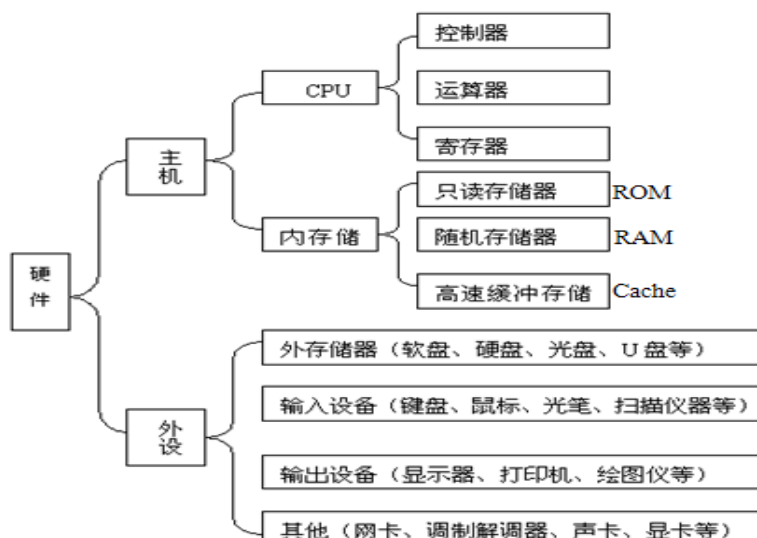 硬件
主机
CPU
控制器
运算器
寄存器
内存储
只读存储器 ROM
随机存储器 RAM
高速缓冲存储 Cache
外设
外存储器（软盘、硬盘、光盘、U 盘等）
输入设备（键盘、鼠标、光笔、扫描仪器等）
输出设备（显示器、打印机、绘图仪等）
其他（网卡、调制解调器、声卡、显卡等）